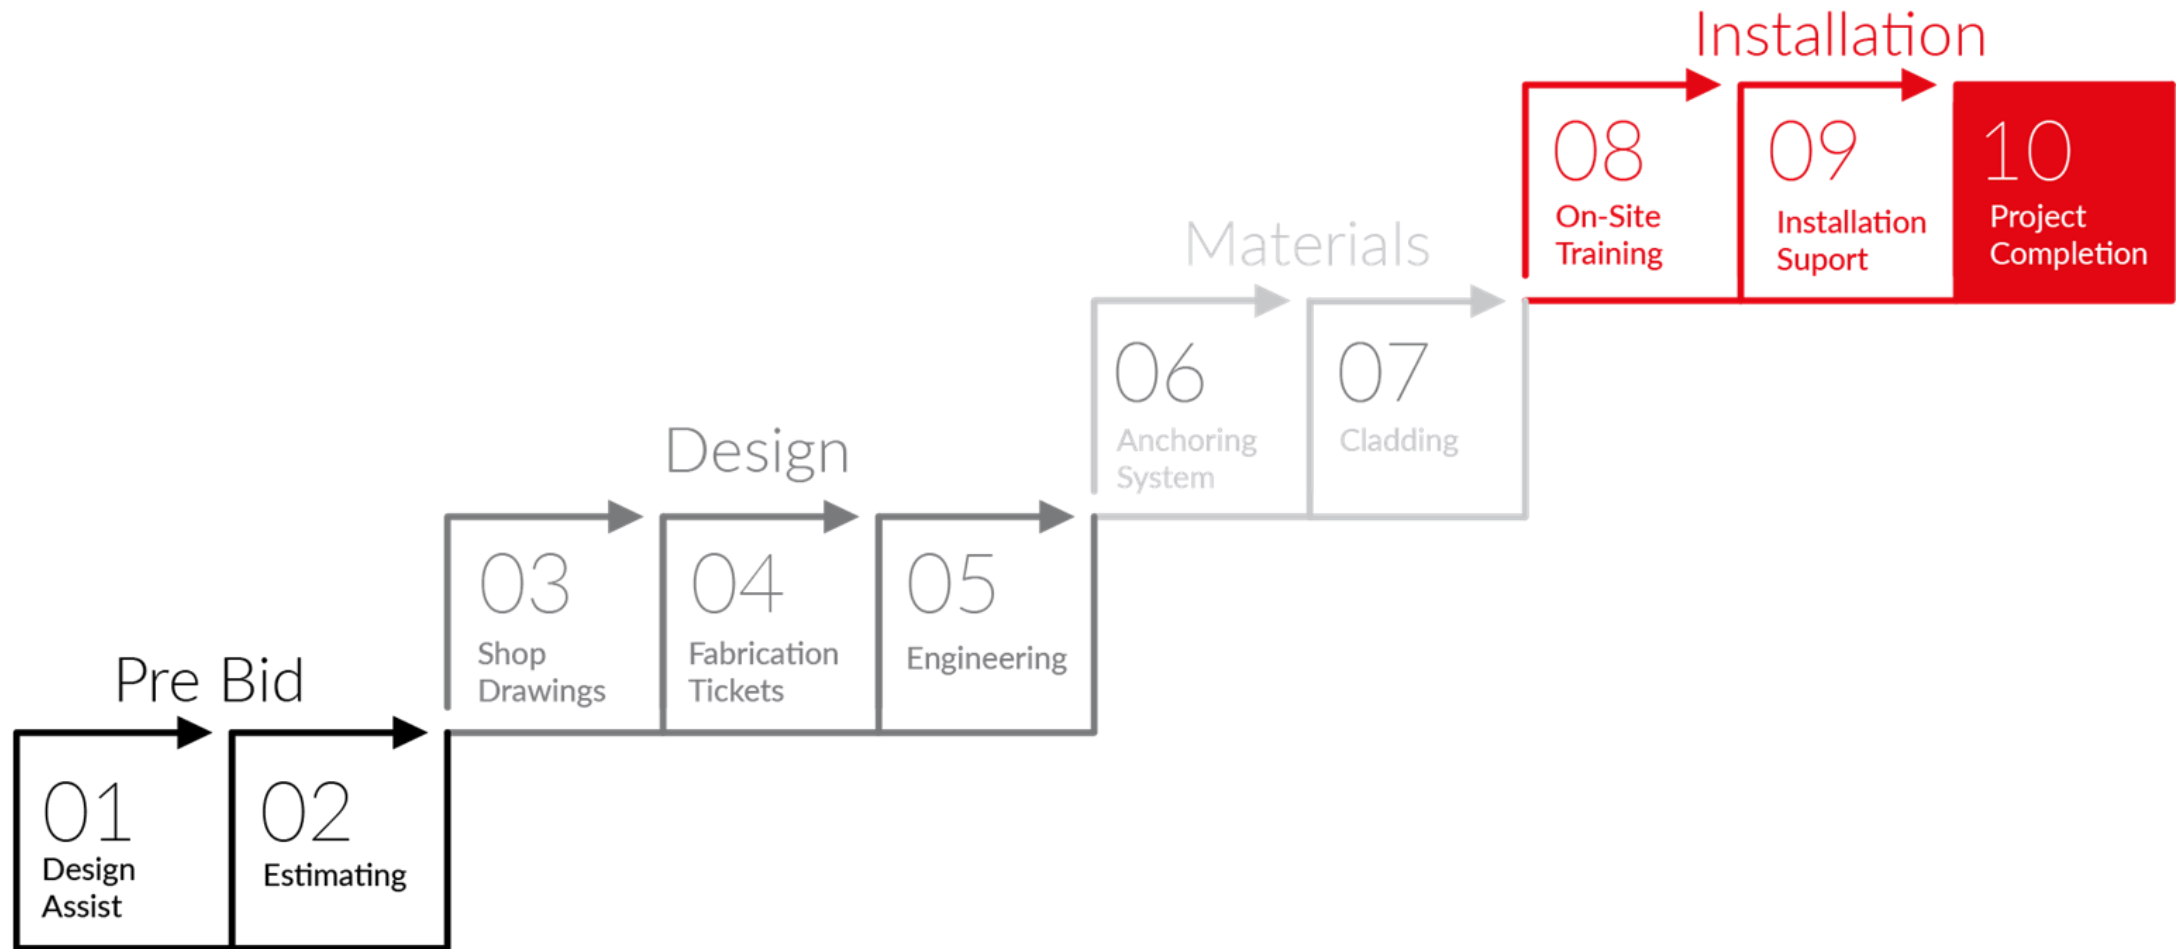 Pre Bid
01
Design
Assist
02
Estimating
Design
03
Shop
Drawings
04
Fabrication
Tickets
05
Engineering
Materials
06
Anchoring
System
07
Cladding
Installation
08
On-Site
Training
09
Installation
Suport
10
Project
Completion